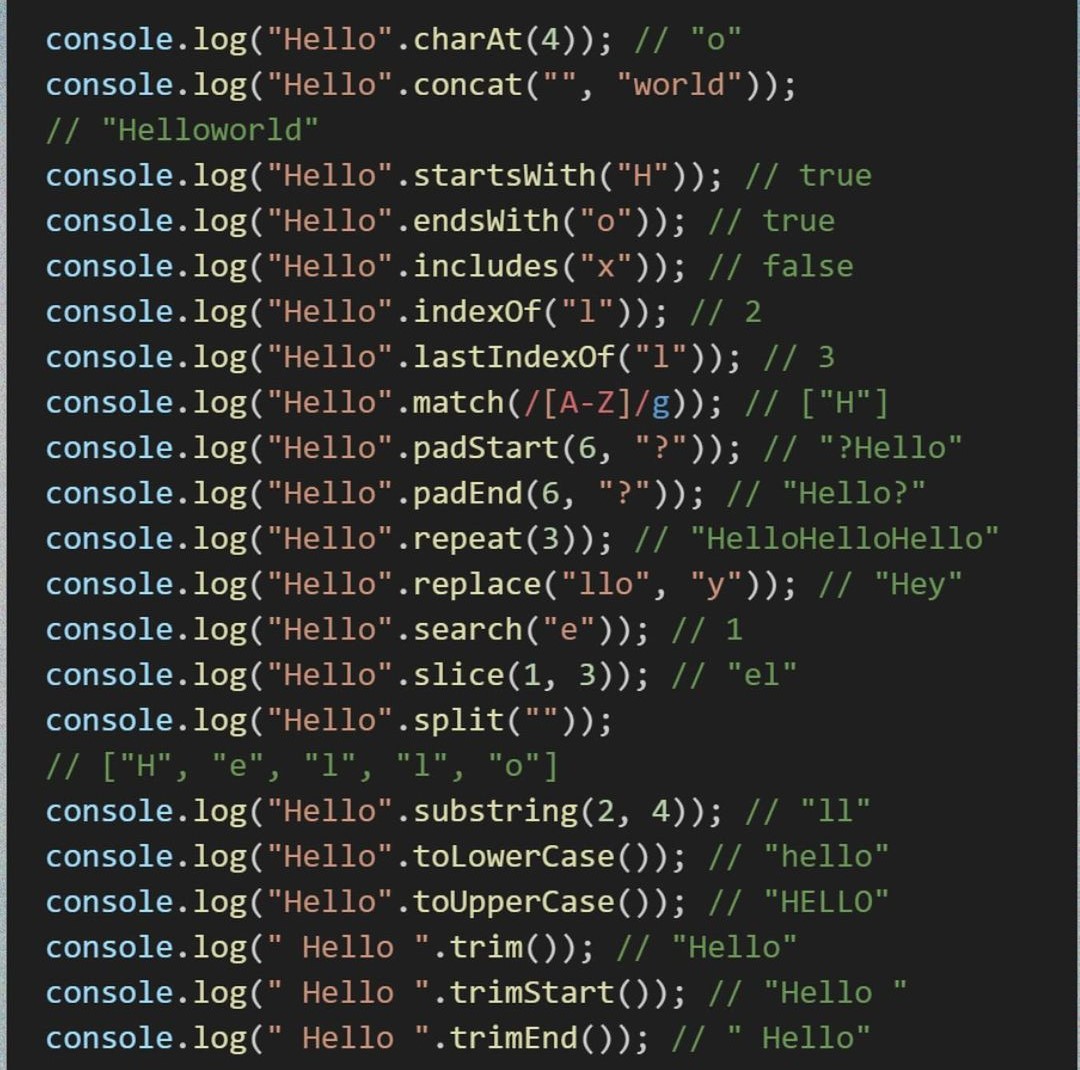 console.log("Hello".charAt(4)); // "o"
console.log("Hello".concat("", "world"));
// "Helloworld"
console.log("Hello".startsWith("H")); // true
console.log("Hello".endsWith("o")); // true
console.log("Hello".includes("x")); // false
console.log("Hello".indexOf("l")); // 2
console.log("Hello".lastIndexOf("l")); // 3
console.log("Hello".match(/[A-Z]/g)); // ["H"]
console.log("Hello".padStart(6, "?")); // "?Hello"
console.log("Hello".padEnd(6, "?")); // "Hello?"
console.log("Hello".repeat(3)); // "HelloHelloHello"
console.log("Hello".replace("llo", "y")); // "Hey"
console.log("Hello".search("e")); // 1
console.log("Hello".slice(1, 3)); // "el"
console.log("Hello".split(""));
// ["H", "e", "l", "l", "o"]
console.log("Hello".substring(2, 4)); // "ll"
console.log("Hello".toLowerCase()); // "hello"
console.log("Hello".toUpperCase()); // "HELLO"
console.log(" Hello ".trim()); // "Hello"
console.log(" Hello ".trimStart()); // "Hello "
console.log(" Hello ".trimEnd()); // " Hello"